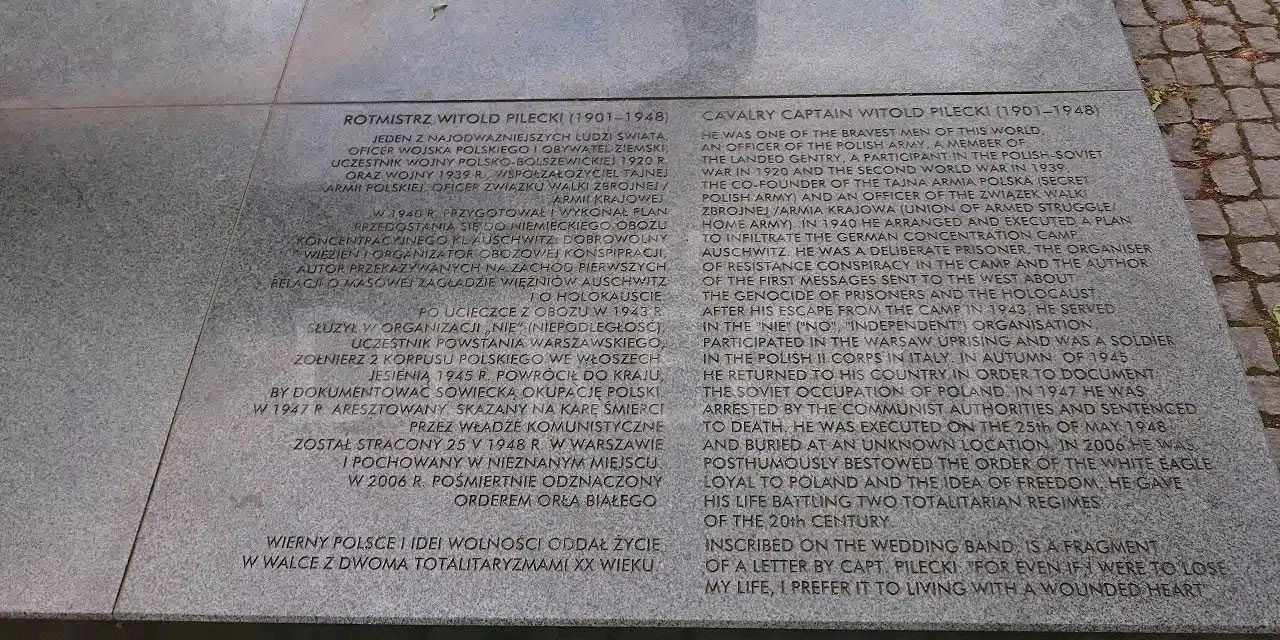 ROTMISTRZ WITOLD PILECKI (1901–1948)
JEDEN Z NAJODWAŻNIEJSZYCH LUDZI ŚWIATA,
OFICER WOJSKA POLSKIEGO I OBYWATEL ZIEMSKI,
UCZESTNIK WOJNY POLSKO-BOLSZEWICKIEJ 1920 R.
ORAZ WOJNY 1939 R., WSPÓŁZAŁOŻYCIEL TAJNEJ
ARMII POLSKIEJ, OFICER ZWIĄZKU WALKI ZBROJNEJ /
ARMII KRAJOWEJ.
W 1940 R. PRZYGOTOWAŁ I WYKONAŁ PLAN
PRZEDOSTANIA SIĘ DO NIEMIECKIEGO OBOZU
KONCENTRACYJNEGO KL AUSCHWITZ. DOBROWOLNY
WIĘZIEŃ I ORGANIZATOR OBOZOWEJ KONSPIRACJI,
AUTOR PRZEKAZYWANYCH NA ZACHÓD PIERWSZYCH
RELACJI O MASOWEJ ZAGŁADZIE WIĘŹNIÓW AUSCHWITZ
I O HOLOKAUŚCIE.
PO UCIECZCE Z OBOZU W 1943 R.
SŁUŻYŁ W ORGANIZACJI „NIE" (NIEPODLEGŁOŚĆ),
UCZESTNIK POWSTANIA WARSZAWSKIEGO,
ŻOŁNIERZ 2 KORPUSU POLSKIEGO WE WŁOSZECH.
JESIENIĄ 1945 R. POWRÓCIŁ DO KRAJU,
BY DOKUMENTOWAĆ SOWIECKĄ OKUPACJĘ POLSKI.
W 1947 R. ARESZTOWANY, SKAZANY NA KARĘ ŚMIERCI
PRZEZ WŁADZE KOMUNISTYCZNE
ZOSTAŁ STRACONY 25 V 1948 R. W WARSZAWIE
I POCHOWANY W NIEZNANYM MIEJSCU.
W 2006 R. POŚMIERTNIE ODZNACZONY
ORDEREM ORŁA BIAŁEGO.
WIERNY POLSCE I IDEI WOLNOŚCI ODDAŁ ŻYCIE
W WALCE Z DWOMA TOTALITARYZMAMI XX WIEKU.
CAVALRY CAPTAIN WITOLD PILECKI (1901–1948)
HE WAS ONE OF THE BRAVEST MEN OF THIS WORLD,
AN OFFICER OF THE POLISH ARMY, A MEMBER OF
THE LANDED GENTRY, A PARTICIPANT IN THE POLISH-SOVIET
WAR IN 1920 AND THE SECOND WORLD WAR IN 1939,
THE CO-FOUNDER OF THE TAJNA ARMIA POLSKA (SECRET
POLISH ARMY) AND AN OFFICER OF THE ZWIĄZEK WALKI
ZBROJNEJ /ARMIA KRAJOWA (UNION OF ARMED STRUGGLE/
HOME ARMY). IN 1940 HE ARRANGED AND EXECUTED A PLAN
TO INFILTRATE THE GERMAN CONCENTRATION CAMP
AUSCHWITZ. HE WAS A DELIBERATE PRISONER, THE ORGANISER
OF RESISTANCE CONSPIRACY IN THE CAMP AND THE AUTHOR
OF THE FIRST MESSAGES SENT TO THE WEST ABOUT
THE GENOCIDE OF PRISONERS AND THE HOLOCAUST.
AFTER HIS ESCAPE FROM THE CAMP IN 1943, HE SERVED
IN THE "NIE" ("NO", "INDEPENDENT") ORGANISATION,
PARTICIPATED IN THE WARSAW UPRISING AND WAS A SOLDIER
IN THE POLISH II CORPS IN ITALY. IN AUTUMN OF 1945
HE RETURNED TO HIS COUNTRY IN ORDER TO DOCUMENT
THE SOVIET OCCUPATION OF POLAND. IN 1947 HE WAS
ARRESTED BY THE COMMUNIST AUTHORITIES AND SENTENCED
TO DEATH. HE WAS EXECUTED ON THE 25th OF MAY 1948
AND BURIED AT AN UNKNOWN LOCATION. IN 2006 HE WAS
POSTHUMOUSLY BESTOWED THE ORDER OF THE WHITE EAGLE.
LOYAL TO POLAND AND THE IDEA OF FREEDOM, HE GAVE
HIS LIFE BATTLING TWO TOTALITARIAN REGIMES
OF THE 20th CENTURY.
INSCRIBED ON THE WEDDING BAND, IS A FRAGMENT
OF A LETTER BY CAPT. PILECKI: "FOR EVEN IF I WERE TO LOSE
MY LIFE, I PREFER IT TO LIVING WITH A WOUNDED HEART